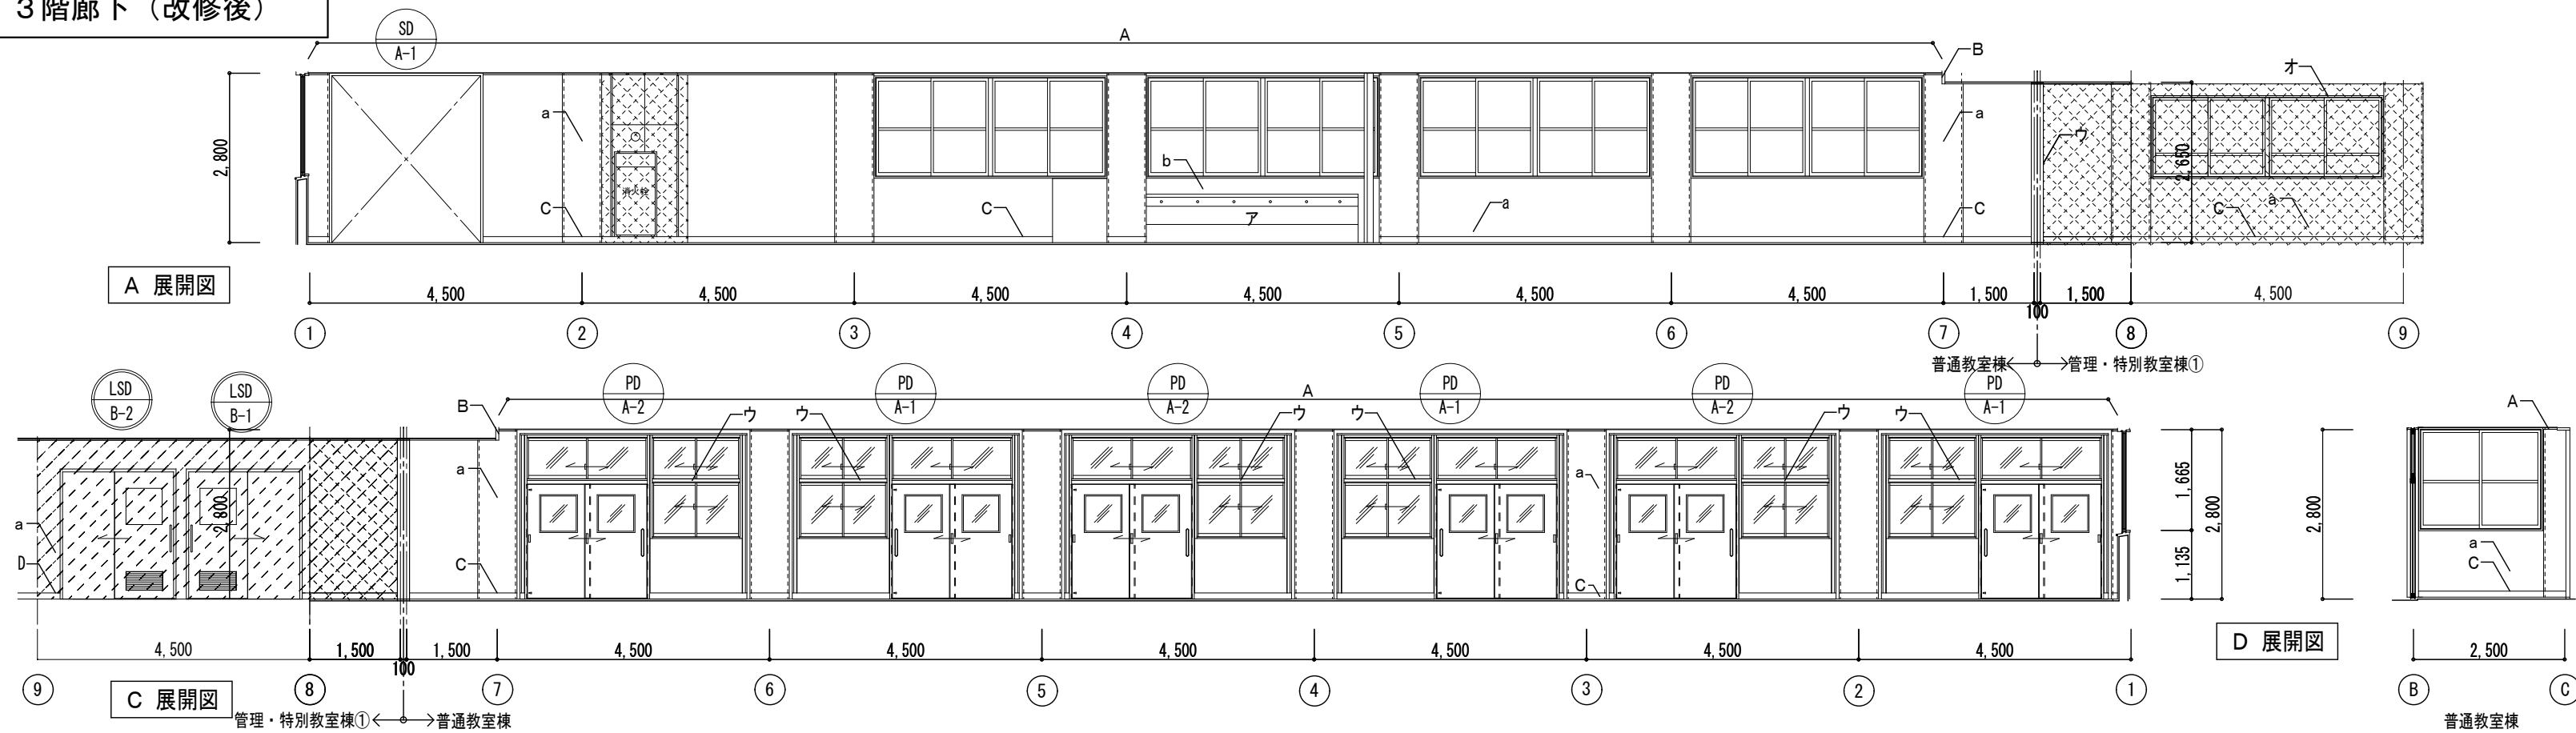 ３階廊下（改修後）
SD
A-1
A
B
オ
2,800
a
消火栓
C
C
b
ア
a
a
C
ウ
2,650
C
a
A 展開図
4,500
4,500
4,500
4,500
4,500
4,500
1,500
100
1,500
4,500
1
2
3
4
5
6
7
8
9
普通教室棟
管理・特別教室棟①
LSD
B-2
LSD
B-1
B
PD
A-2
ウ
ウ
PD
A-1
PD
A-2
A
ウ
ウ
PD
A-1
PD
A-2
ウ
ウ
PD
A-1
a
D
2,800
a
C
a
C
1,665
1,135
2,800
2,800
A
a
C
4,500
1,500
100
1,500
4,500
4,500
4,500
4,500
4,500
4,500
9
8
7
6
5
4
3
2
1
C 展開図
管理・特別教室棟①
普通教室棟
D 展開図
2,500
B
C
普通教室棟